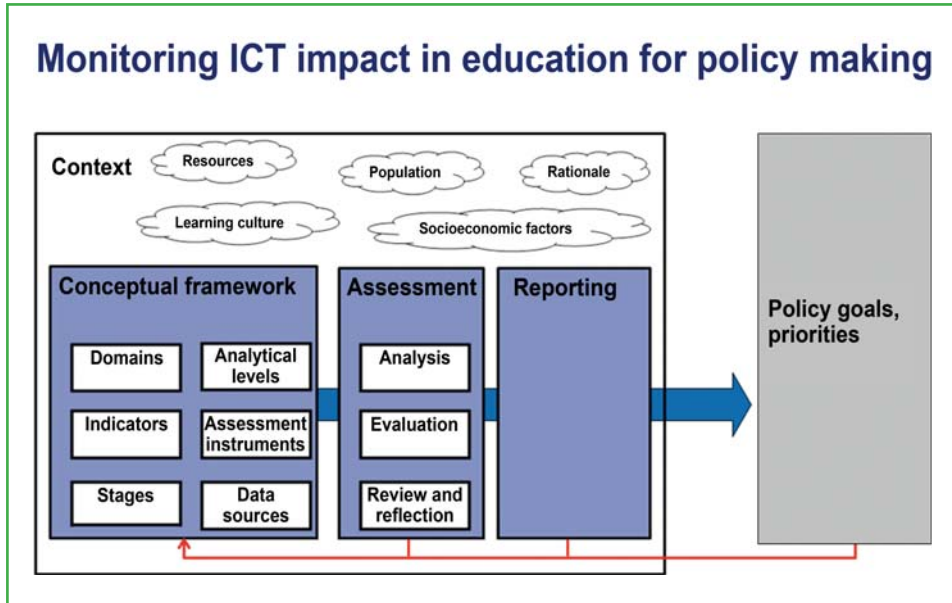 Monitoring ICT impact in education for policy making
Context
Resources
Population
Rationale
Learning culture
Socioeconomic factors
Conceptual framework
Domains
Analytical
levels
Indicators
Assessment
instruments
Stages
Data
sources
Assessment
Analysis
Evaluation
Review and
reflection
Reporting
Policy goals,
priorities